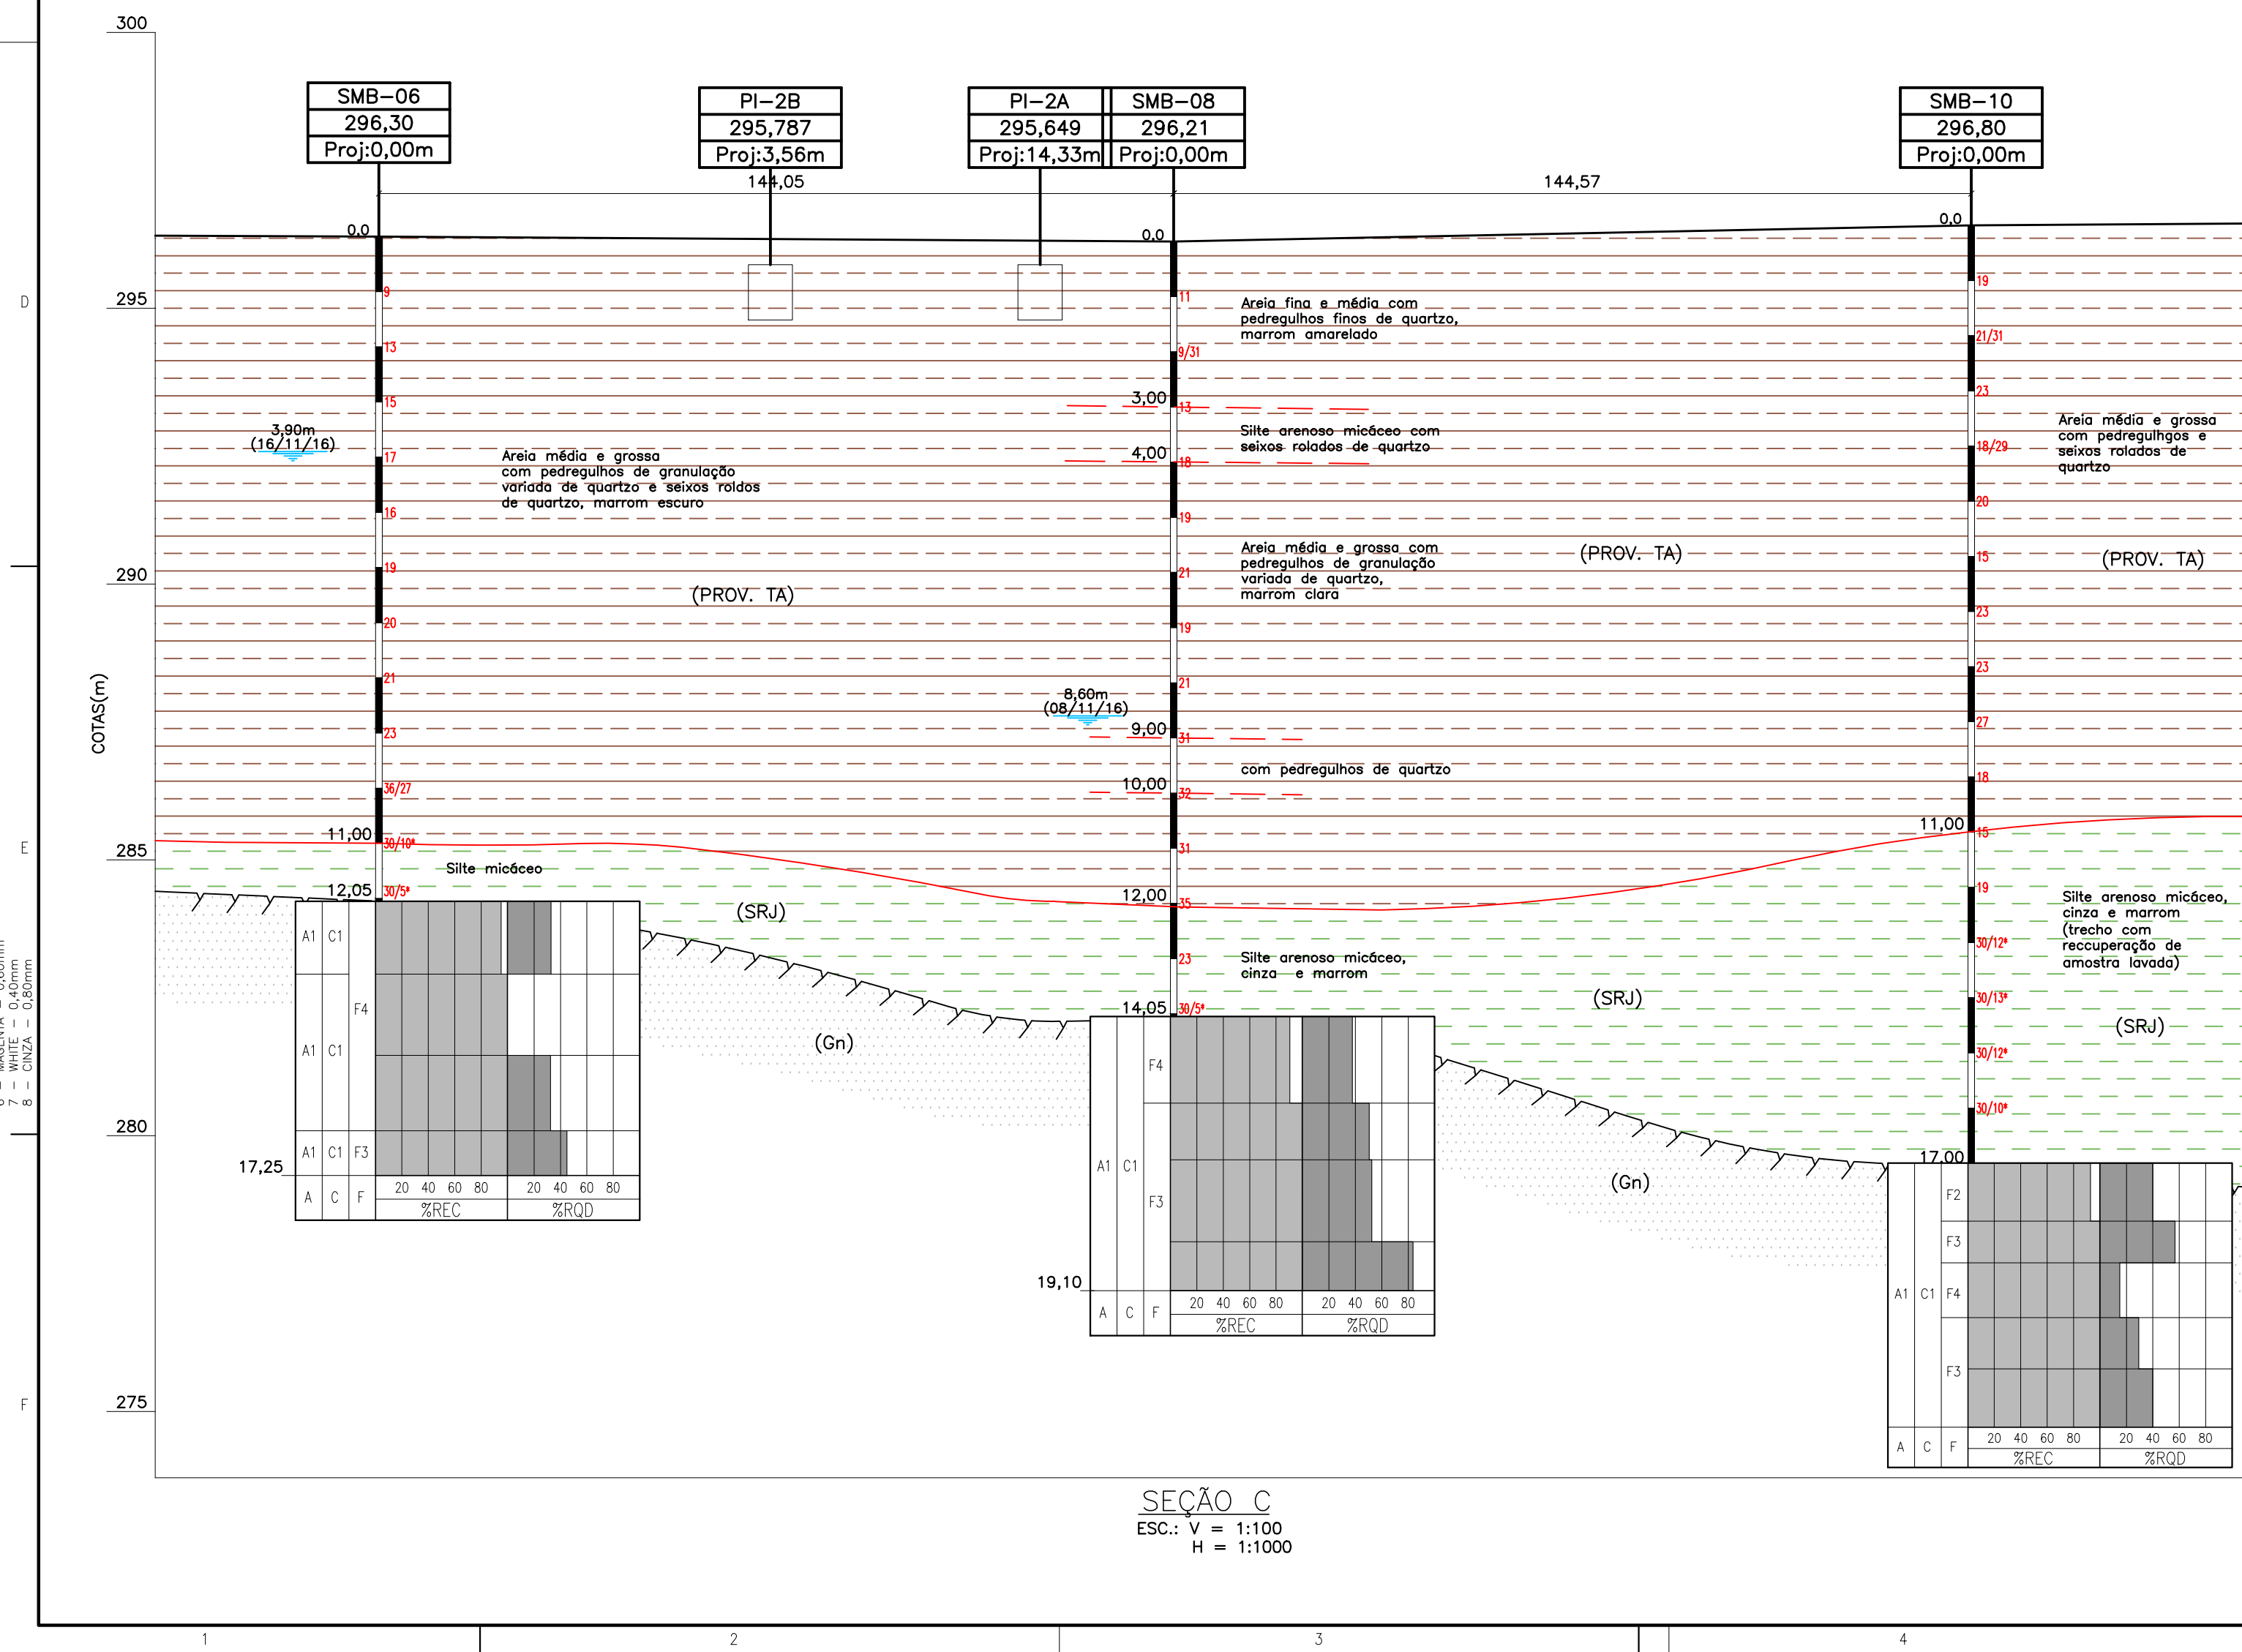 300
SMB-06
296,30
Proj:0,00m
PI-2B
295,787
Proj:3,56m
PI-2A
295,649
Proj:14,33m
SMB-08
296,21
Proj:0,00m
SMB-10
296,80
Proj:0,00m
144,05
144,57
0.0
0.0
0,0
D
295
290
COTAS(m)
285
E
280
275
F
9
13
15
17
16
19
20
21
23
36/27
30/10*
30/5*
3,90m
(16/11/16)
Areia média e grossa
com pedregulhos de granulação
variada de quartzo e seixos roldos
de quartzo, marrom escuro
(PROV. TA)
11,00
Silte micáceo
12,05
(SRJ)
(Gn)
11
9/31
3,00
13
4,00
18
19
21
19
21
8,60m
(08/11/16)
9,00
31
10,00
32
31
12,00
35
23
14,05
30/5*
Areia fina e média com
pedregulhos finos de quartzo,
marrom amarelado
Silte arenoso micáceo com
seixos rolados de quartzo
Areia média e grossa com
pedregulhos de granulação
variada de quartzo,
marrom clara
com pedregulhos de quartzo
Silte arenoso micáceo,
cinza e marrom
(PROV. TA)
(SRJ)
(Gn)
19
21/31
23
18/29
20
15
23
23
27
18
11,00
15
19
30/12*
30/13*
30/12*
30/10*
17,00
Areia média e grossa
com pedregulhgos e
seixos rolados de
quartzo
(PROV. TA)
Silte arenoso micáceo,
cinza e marrom
(trecho com
reccuperação de
amostra lavada)
(SRJ)
A1 C1
F4
A1 C1
A1 C1 F3
17,25
20 40 60 80 20 40 60 80
A C F
%REC %RQD
F4
A1 C1
F3
19,10
20 40 60 80 20 40 60 80
A C F
%REC %RQD
F2
F3
A1 C1 F4
F3
20 40 60 80 20 40 60 80
A C F
%REC %RQD
7 - WHITE - 0,40mm
8 - CINZA - 0,80mm
SEÇÃO C
ESC.: V = 1:100
H = 1:1000
1 2 3 4